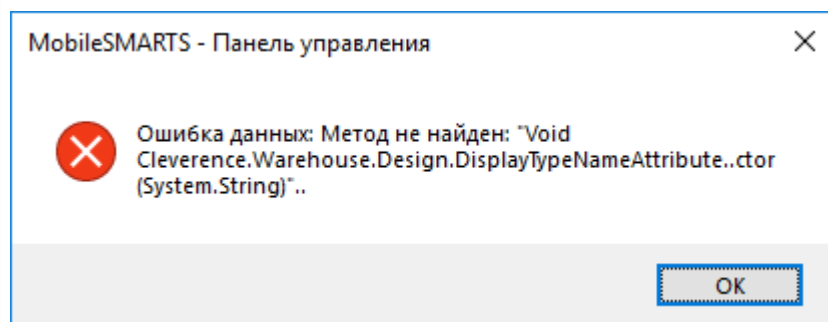 MobileSMARTS - Панель управления
Ошибка данных: Метод не найден: "Void
Cleverence.Warehouse.Design.DisplayTypeNameAttribute..ctor
(System.String)"..
OK